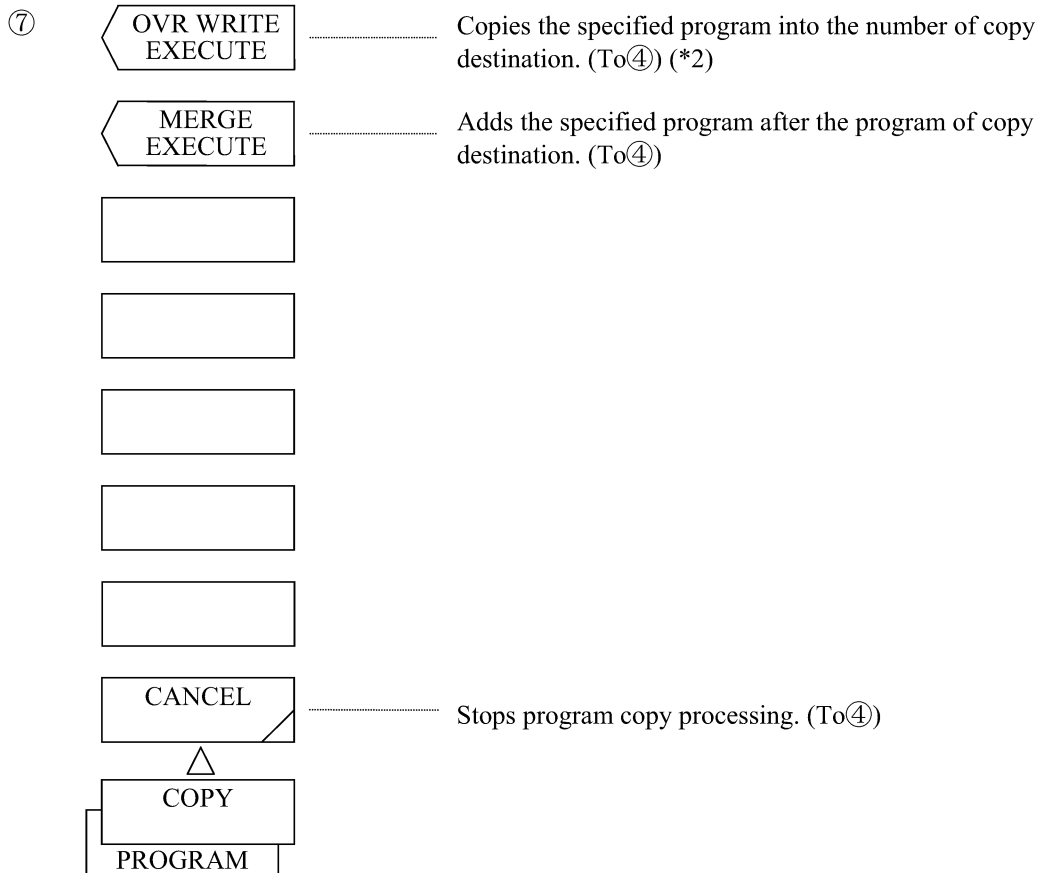 ⑦
OVR WRITE
EXECUTE
Copies the specified program into the number of copy
destination. (To④) (*2)
MERGE
EXECUTE
Adds the specified program after the program of copy
destination. (To④)
CANCEL
Stops program copy processing. (To④)
COPY
PROGRAM